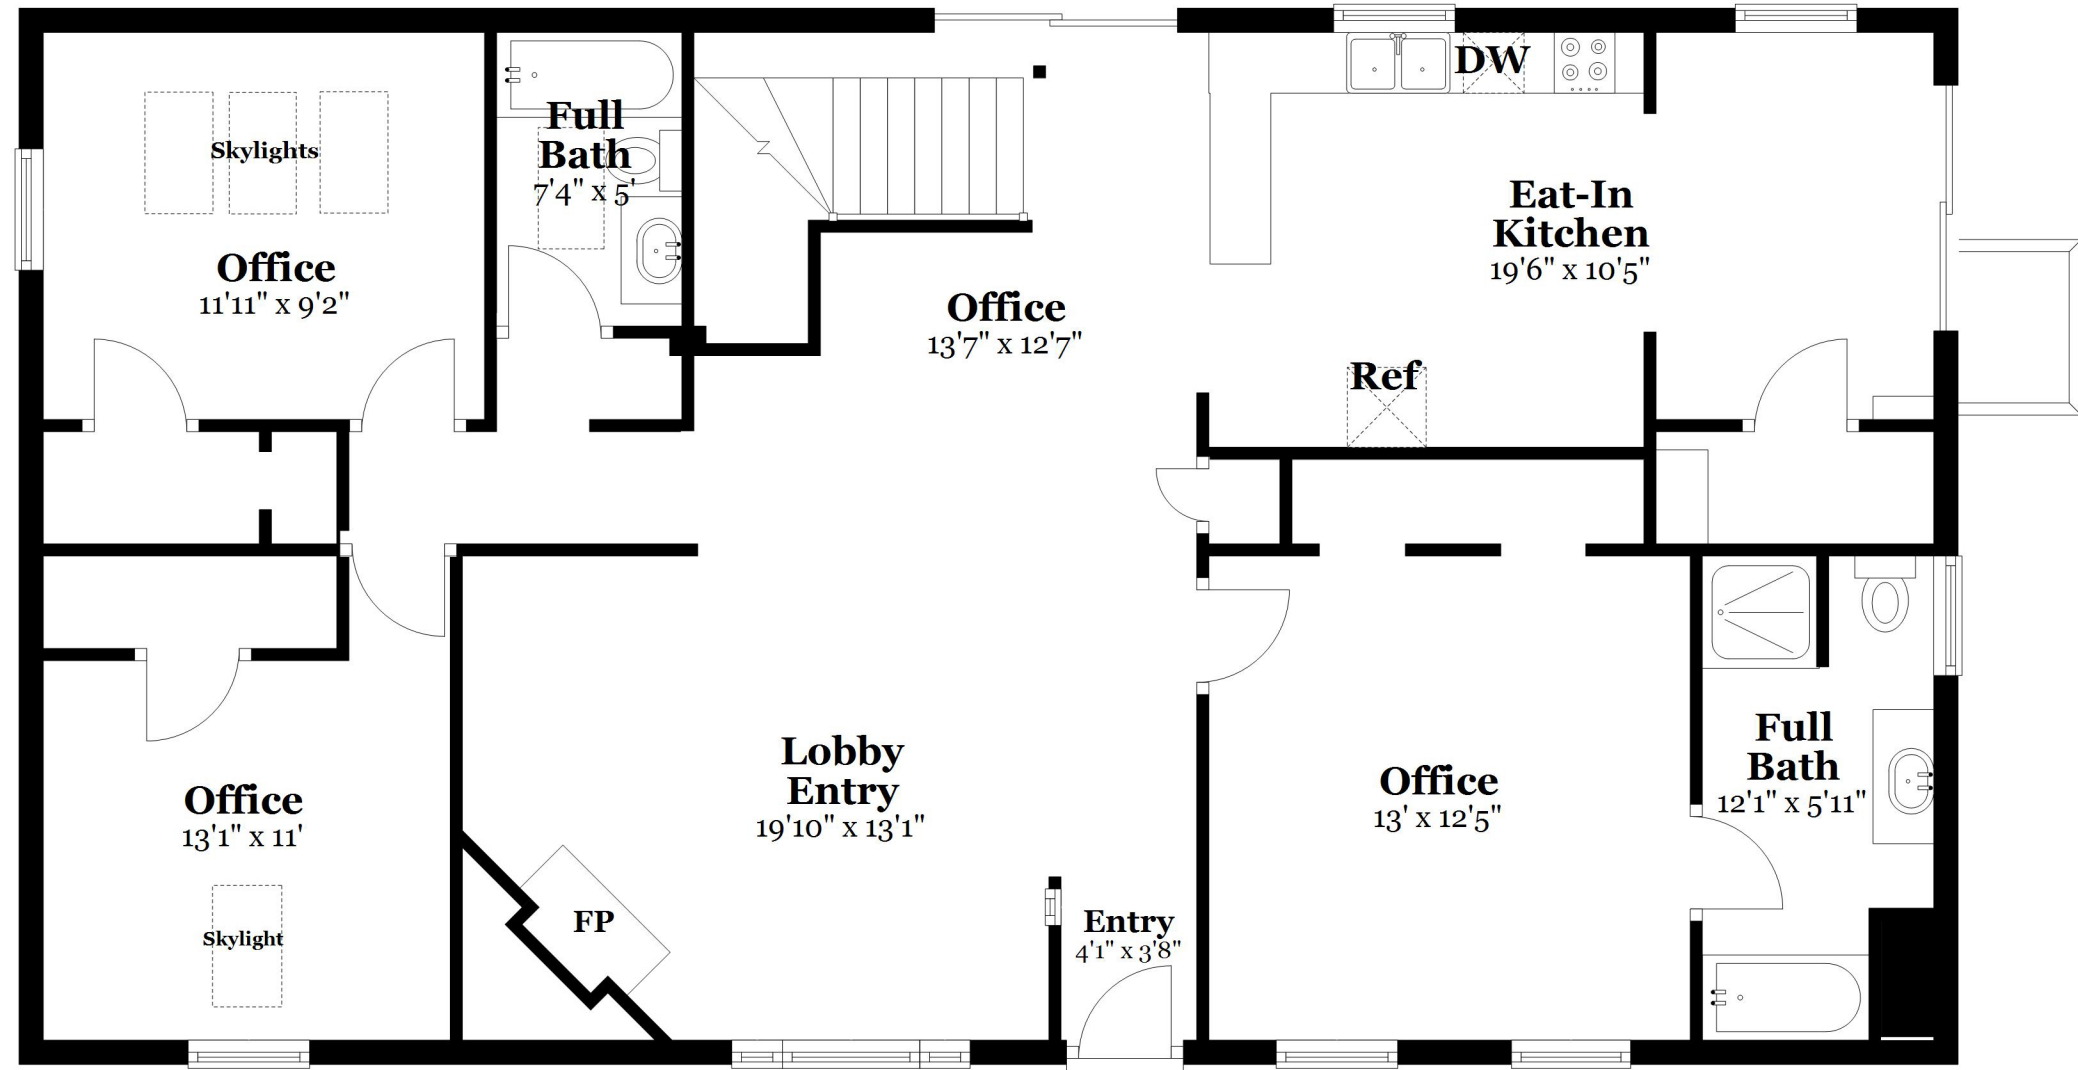 DW
Full
Bath
7'4" x 5'
Skylights
Office
11'11" x 9'2"
Eat-In
Kitchen
19'6" x 10'5"
Office
13'7" x 12'7"
Ref
Lobby
Entry
19'10" x 13'1"
Office
13' x 12'5"
Full
Bath
12'1" x 5'11"
Office
13'1" x 11'
Skylight
FP
Entry
4'1" x 3'8"